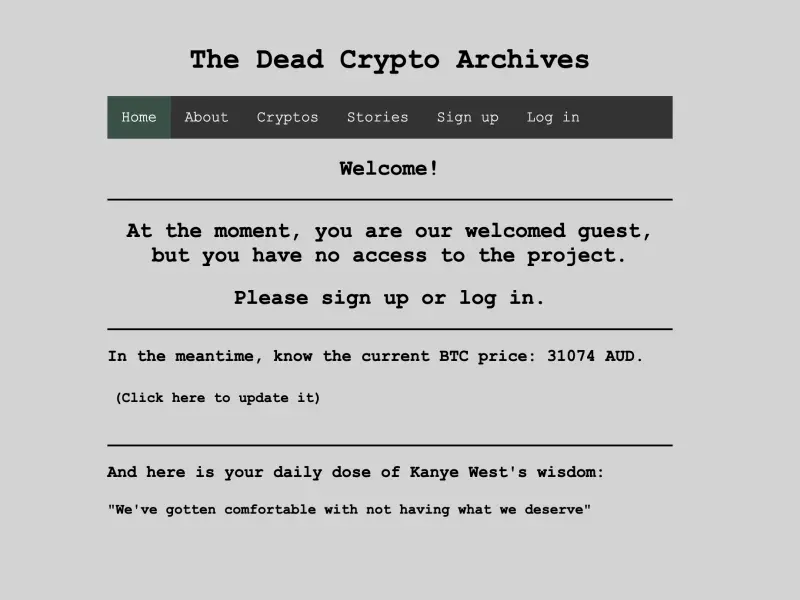 The Dead Crypto Archives
Home About Cryptos Stories Sign up Log in
Welcome!
At the moment, you are our welcomed guest,
but you have no access to the project.
Please sign up or log in.
In the meantime, know the current BTC price: 31074 AUD.
(Click here to update it)
And here is your daily dose of Kanye West's wisdom:
"We've gotten comfortable with not having what we deserve"